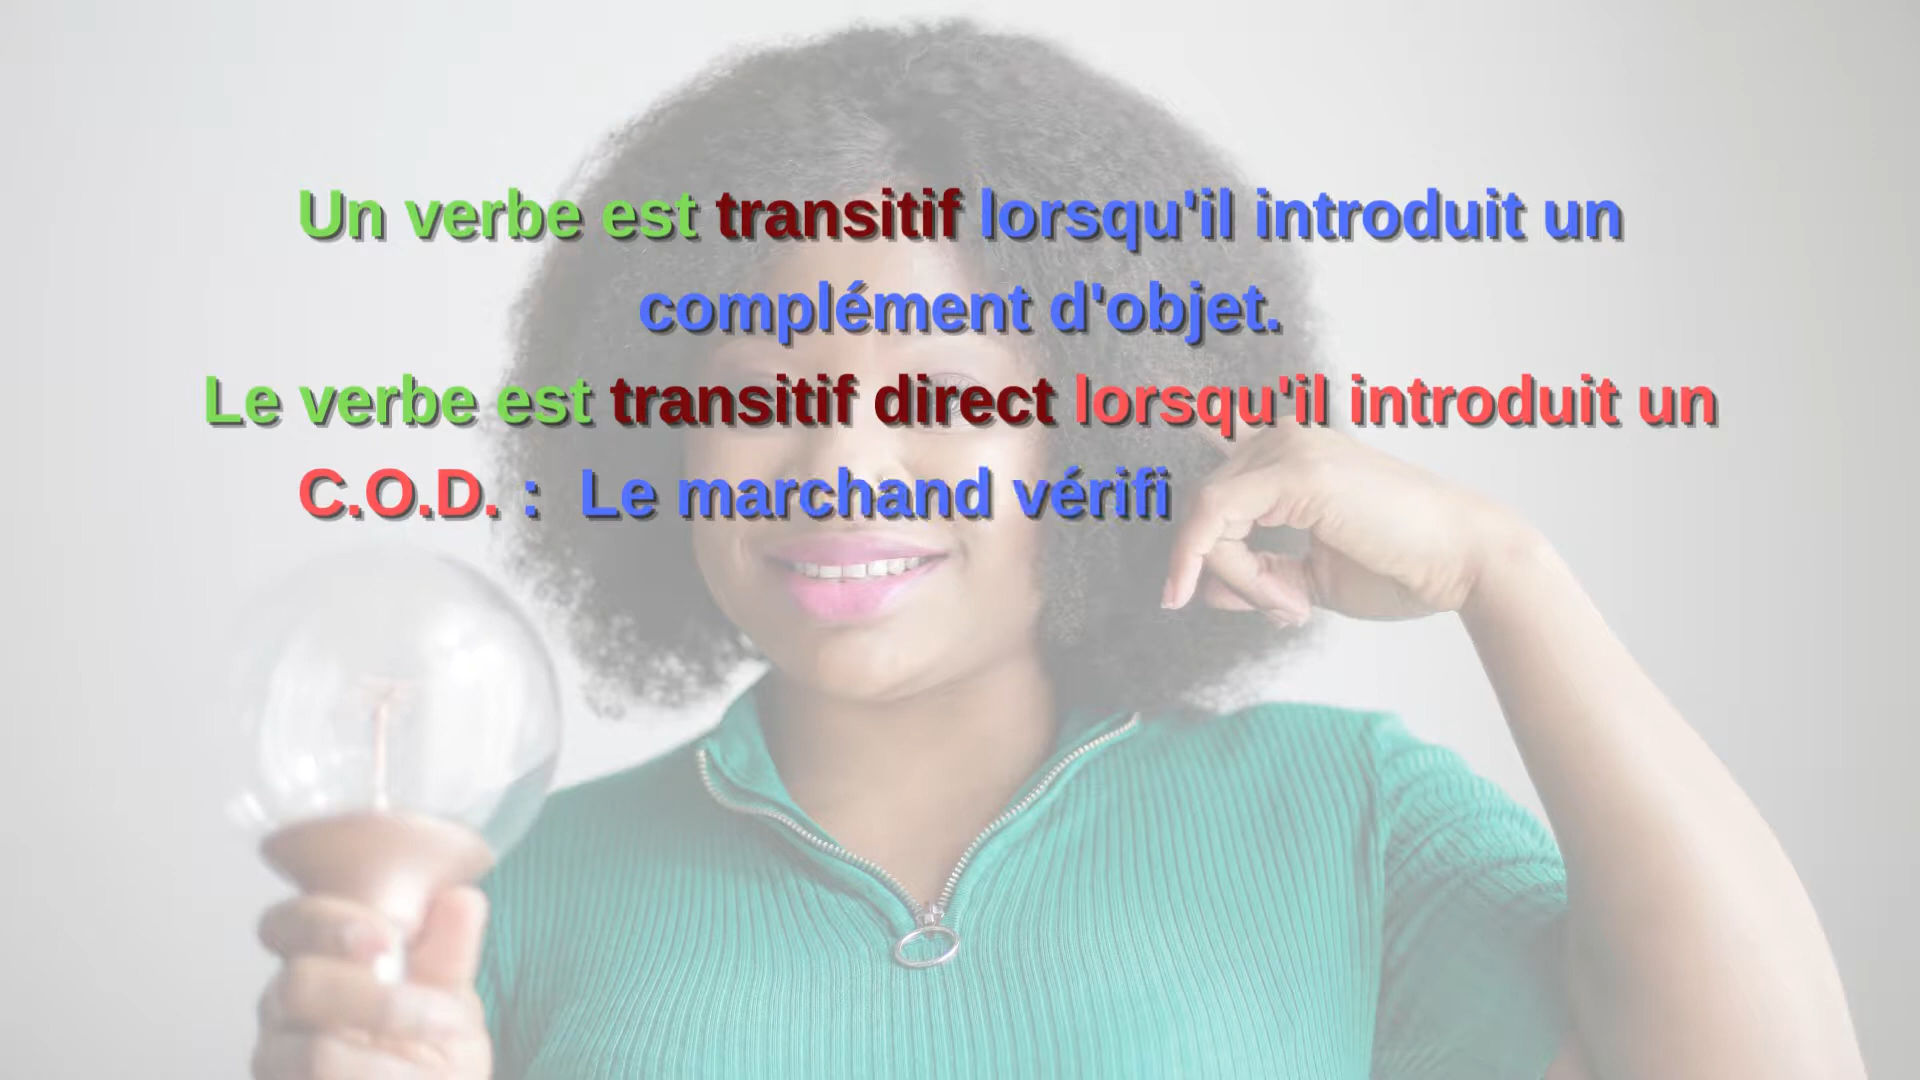 Un verbe est transitif lorsqu'il introduit un
complément d'objet.
Le verbe est transitif direct lorsqu'il introduit un
C.O.D. :  Le marchand vérifi